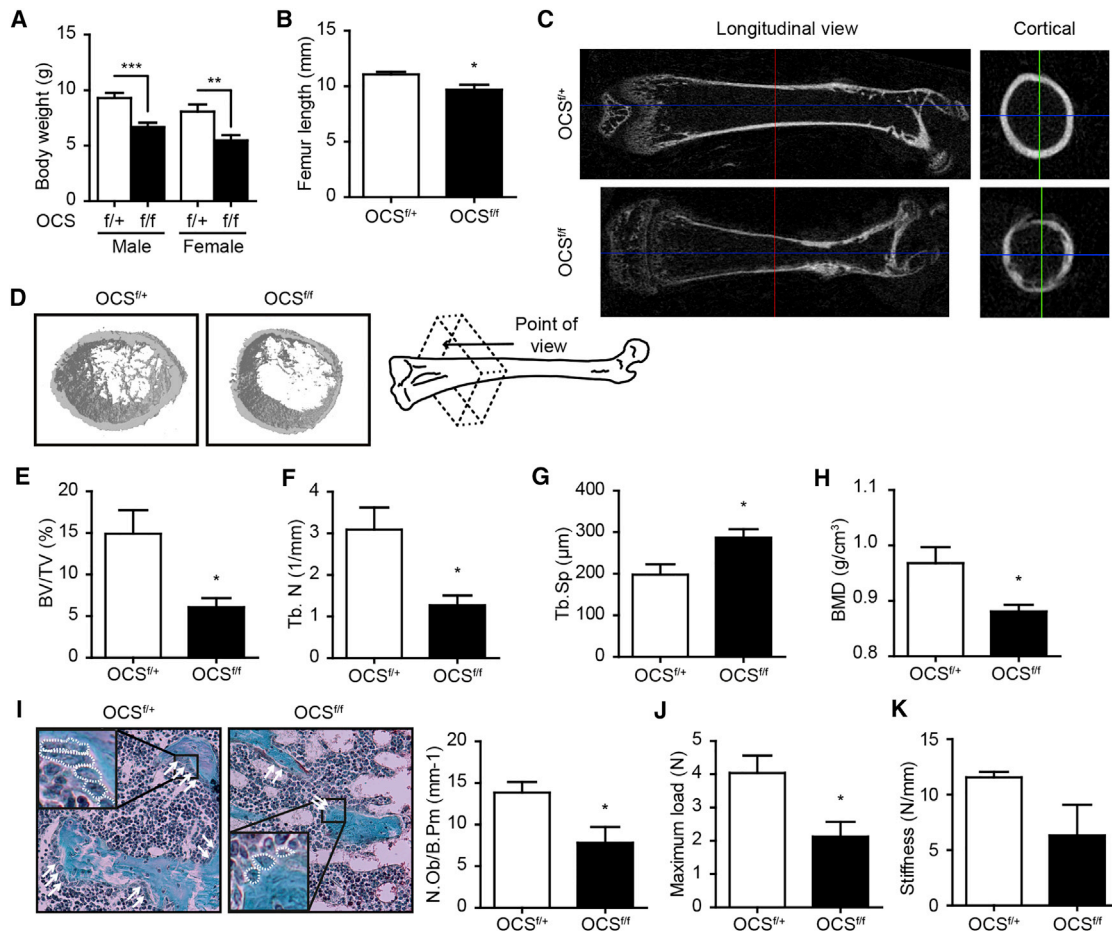 A
Body weight (g)
15
10
5
0
***
**
OCS f/+ f/f f/+ f/f
Male Female
B
Femur length (mm)
15
10
5
0
*
OCSf/+ OCSf/f
C
Longitudinal view Cortical
OCSf/+
OCSf/f
D
OCSf/+ OCSf/f
Point of
view
E
BV/TV (%)
20
15
10
5
0
*
OCSf/+ OCSf/f
F
Tb. N (1/mm)
4
3
2
1
0
*
OCSf/+ OCSf/f
G
Tb.Sp (μm)
400
300
200
100
0
*
OCSf/+ OCSf/f
H
BMD (g/cm3)
1.1
1.0
0.9
0.8
*
OCSf/+ OCSf/f
I
OCSf/+ OCSf/f
N.Ob/B.Pm (mm-1)
20
15
10
5
0
*
OCSf/+ OCSf/f
J
Maximum load (N)
5
4
3
2
1
0
*
OCSf/+ OCSf/f
K
Stiffness (N/mm)
15
10
5
0
OCSf/+ OCSf/f